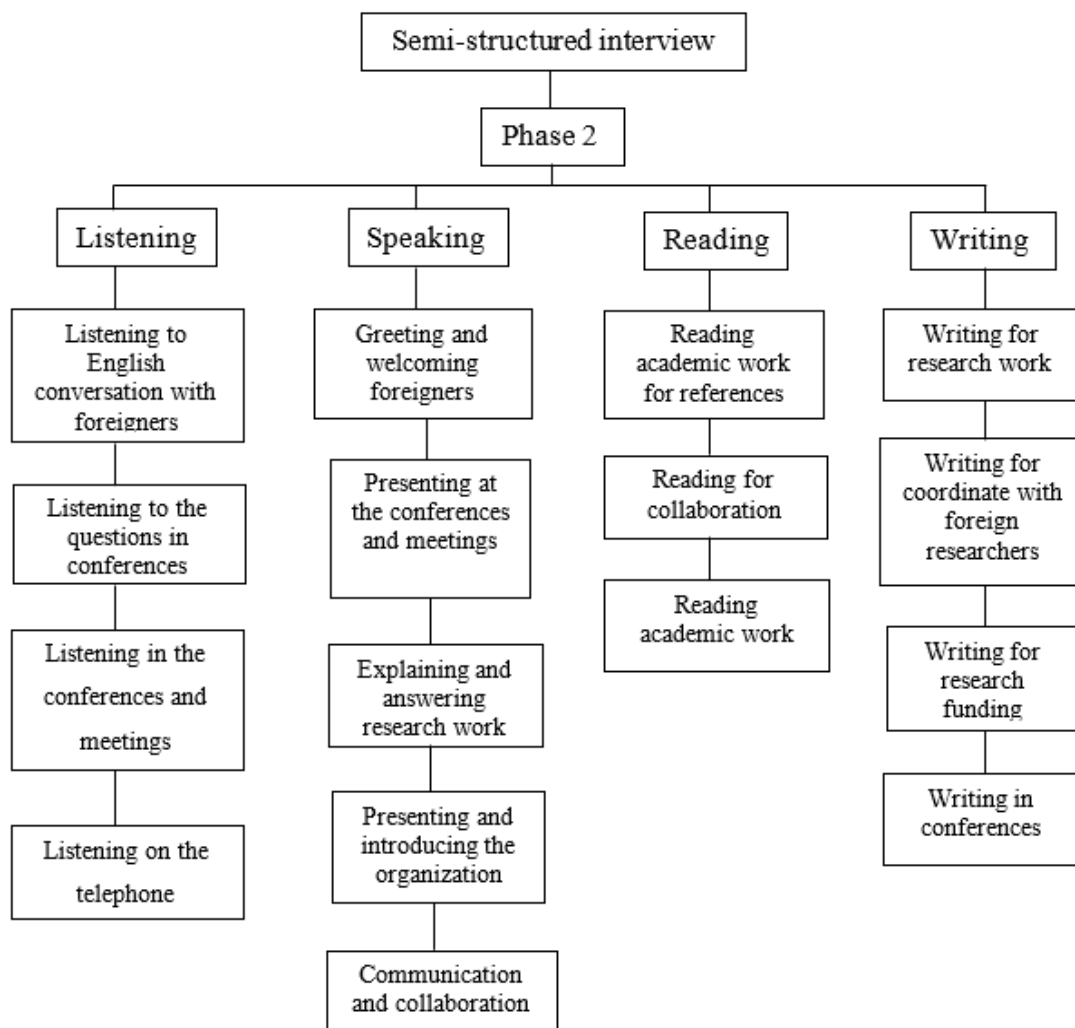 Semi-structured interview
Phase 2
Listening
Speaking
Reading
Writing
Listening to
English
conversation with
foreigners
Listening to the
questions in
conferences
Listening in the
conferences and
meetings
Listening on the
telephone
Greeting and
welcoming
foreigners
Presenting at
the conferences
and meetings
Explaining and
answering
research work
Presenting and
introducing the
organization
Communication
and collaboration
Reading
academic work
for references
Reading for
collaboration
Reading
academic work
Writing for
research work
Writing for
coordinate with
foreign
researchers
Writing for
research
funding
Writing in
conferences